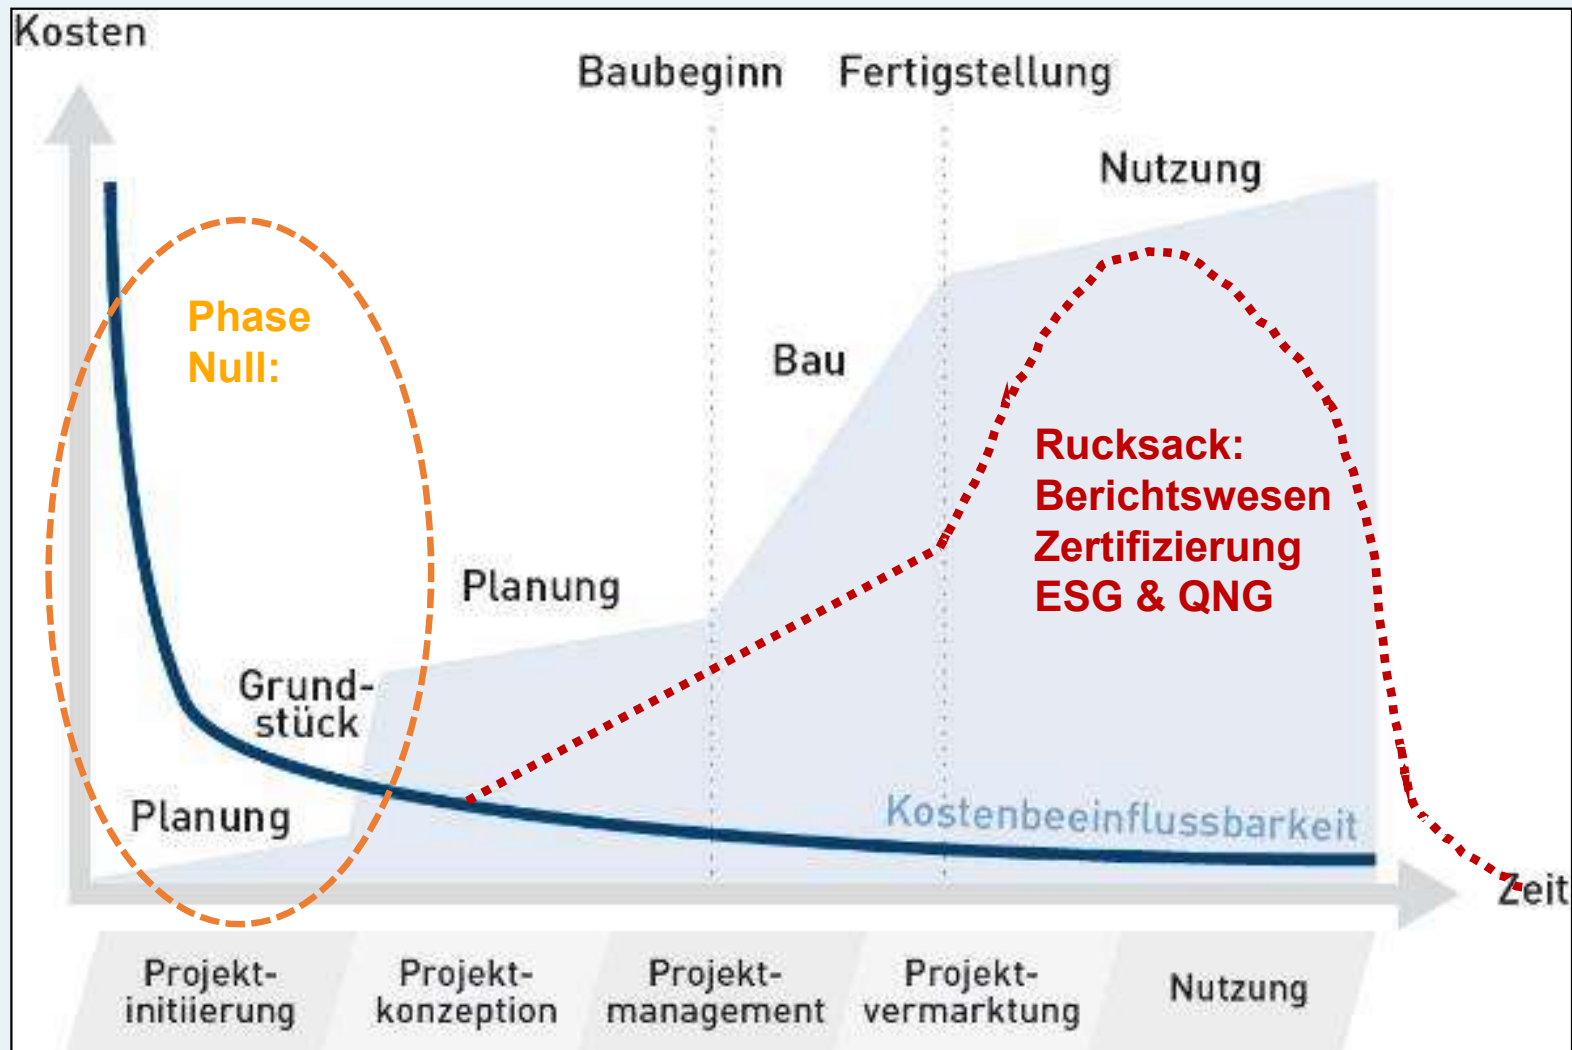 Kosten
Baubeginn
Fertigstellung
Nutzung
Phase
Null:
Bau
Rucksack:
Berichtswesen
Zertifizierung
ESG & QNG
Planung
Grund-
stück
Planung
Kostenbeeinflussbarkeit
Zeit
Projekt-
initiierung
Projekt-
konzeption
Projekt-
management
Projekt-
vermarktung
Nutzung